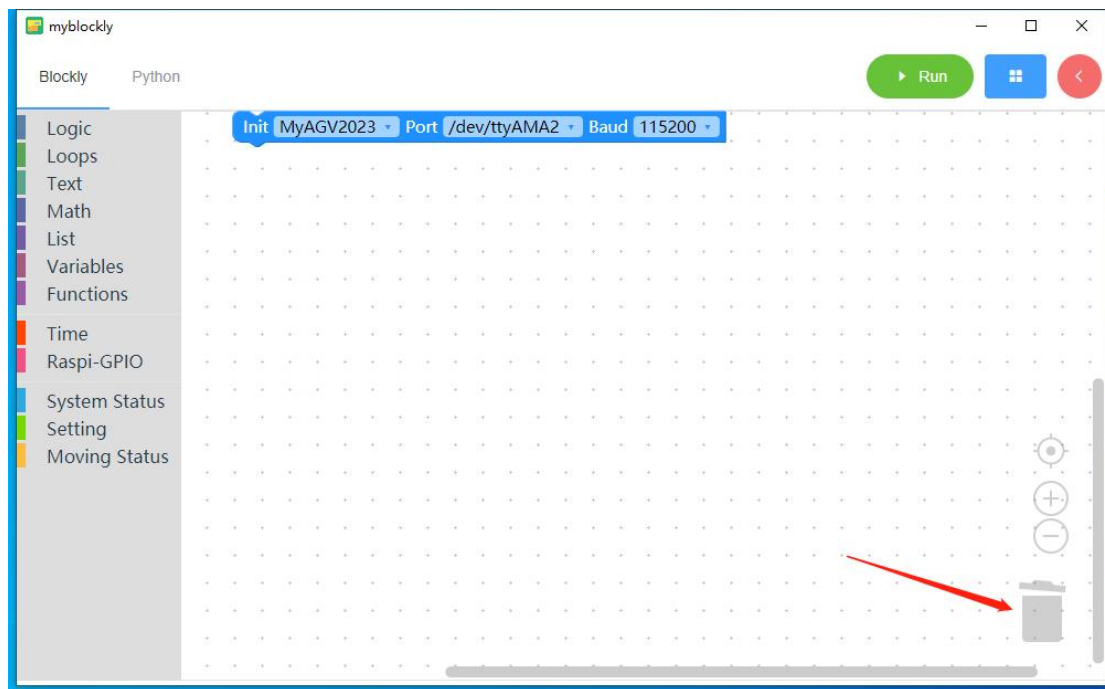 myblockly
Blockly Python
Run
Init MyAGV2023 Port /dev/ttyAMA2 Baud 115200
Logic
Loops
Text
Math
List
Variables
Functions
Time
Raspi-GPIO
System Status
Setting
Moving Status